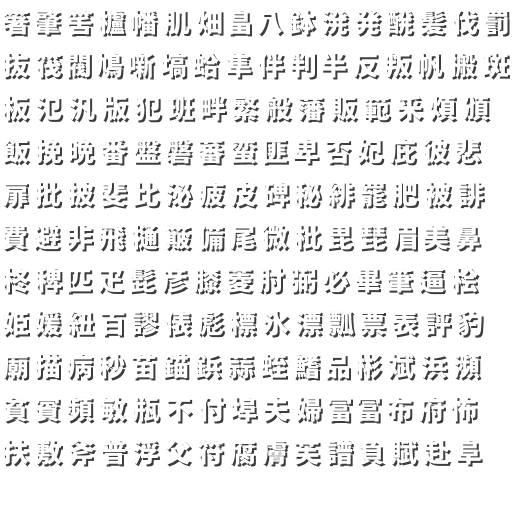 箸肇筈櫨幡肌畑畠八鉢溌発醗髪伐罰
抜筏閥鳩噺塙蛤隼伴判半反叛帆搬斑
板氾汎版犯班畔繁般藩販範釆煩頒
飯挽晩番盤磐蕃蛮匪卑否妃庇彼悲
扉批披斐比泌疲皮碑秘緋罷肥被誹
費避非飛樋簸備尾微枇毘琵眉美鼻
柊稗匹疋髭彦膝菱肘弼必畢筆逼桧
姫媛紐百謬俵彪標氷漂瓢票表評豹
廟描病秒苗錨鋲蒜蛭鰭品彬斌浜瀕
貧賓頻敏瓶不付埠夫婦富冨布府怖
扶敷斧普浮父符腐膚芙譜負賦赴阜